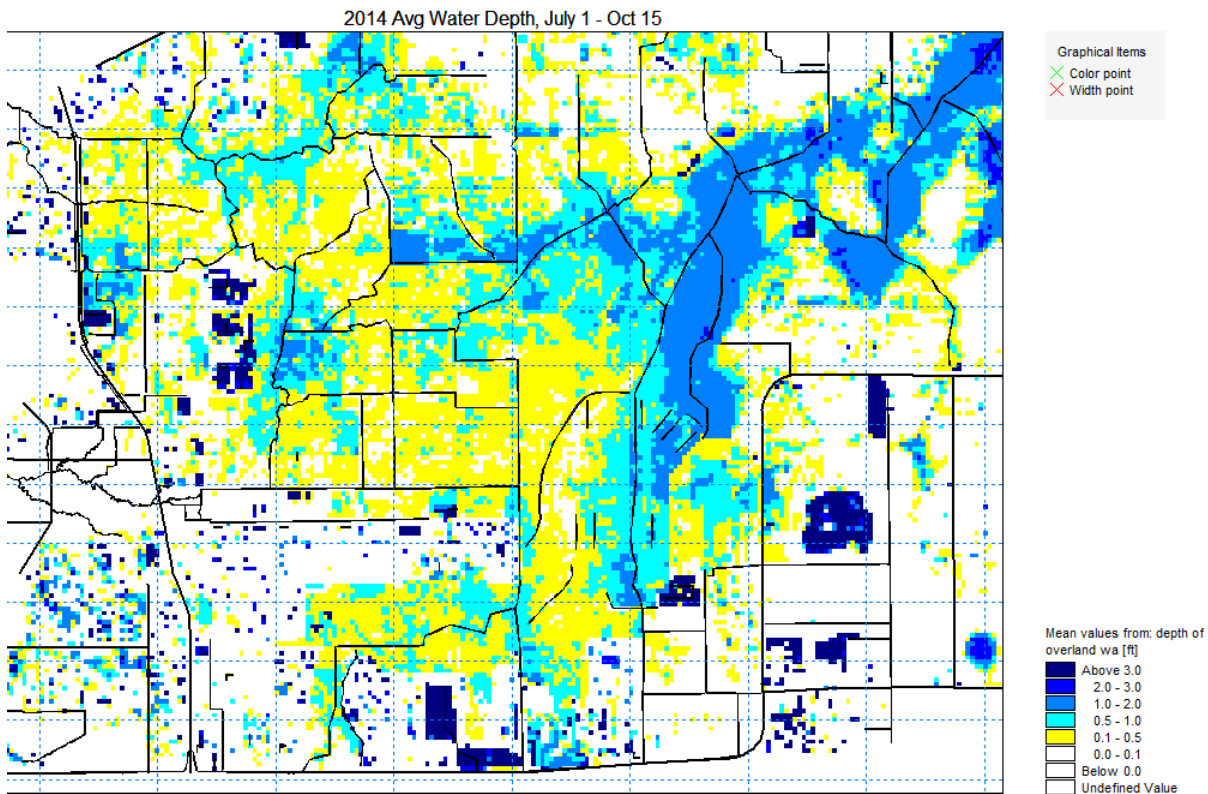 2014 Avg Water Depth, July 1 - Oct 15
Graphical Items
Color point
Width point
Mean values from: depth of
overland wa [ft]
Above 3.0
2.0 - 3.0
1.0 - 2.0
0.5 - 1.0
0.1 - 0.5
0.0 - 0.1
Below 0.0
Undefined Value